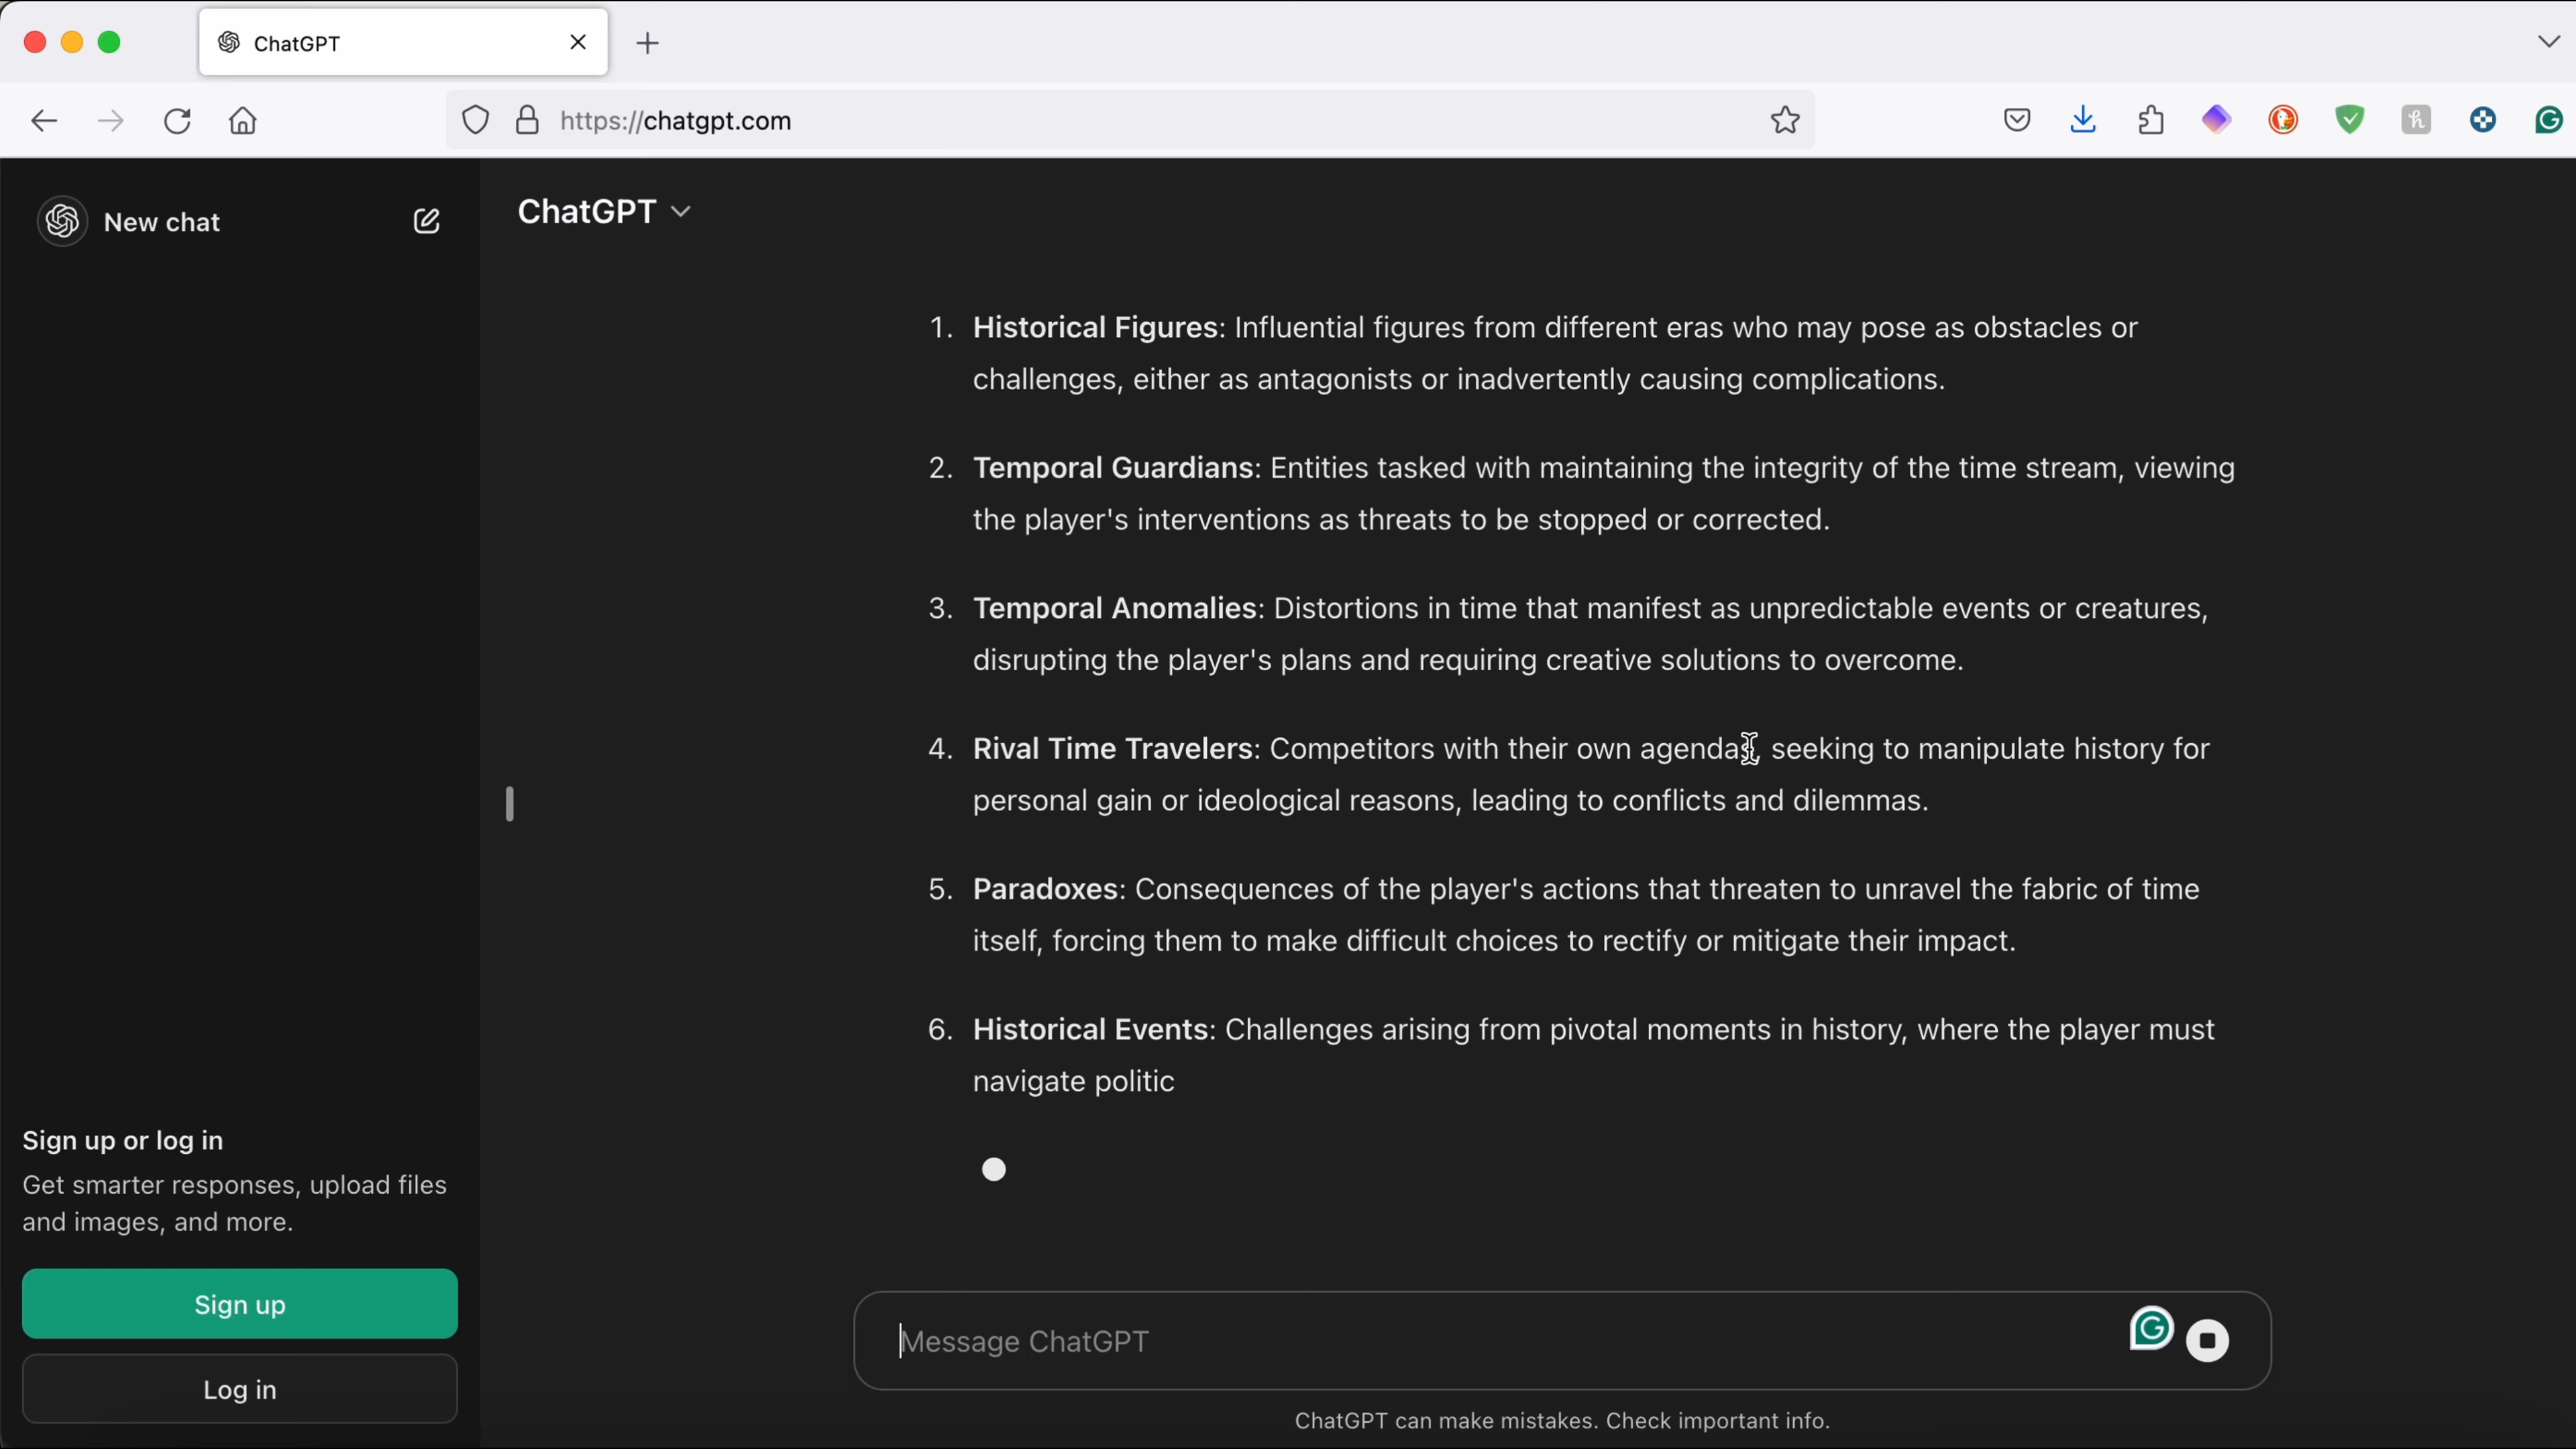 ChatGPT
https://chatgpt.com
New chat
ChatGPT
1. Historical Figures: Influential figures from different eras who may pose as obstacles or
challenges, either as antagonists or inadvertently causing complications.
2. Temporal Guardians: Entities tasked with maintaining the integrity of the time stream, viewing
the player's interventions as threats to be stopped or corrected.
3. Temporal Anomalies: Distortions in time that manifest as unpredictable events or creatures,
disrupting the player's plans and requiring creative solutions to overcome.
4. Rival Time Travelers: Competitors with their own agendas, seeking to manipulate history for
personal gain or ideological reasons, leading to conflicts and dilemmas.
5. Paradoxes: Consequences of the player's actions that threaten to unravel the fabric of time
itself, forcing them to make difficult choices to rectify or mitigate their impact.
6. Historical Events: Challenges arising from pivotal moments in history, where the player must
navigate politic
Sign up or log in
Get smarter responses, upload files
and images, and more.
Sign up
Log in
Message ChatGPT
ChatGPT can make mistakes. Check important info.